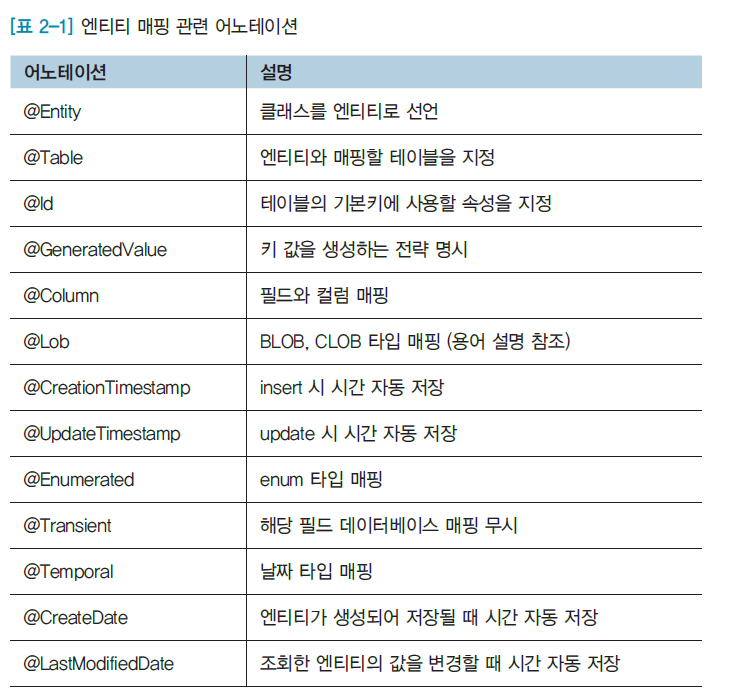 [표 2-1] 엔티티 매핑 관련 어노테이션
어노테이션 설명
@Entity 클래스를 엔티티로 선언
@Table 엔티티와 매핑할 테이블을 지정
@Id 테이블의 기본키에 사용할 속성을 지정
@GeneratedValue 키 값을 생성하는 전략 명시
@Column 필드와 컬럼 매핑
@Lob BLOB, CLOB 타입 매핑 (용어 설명 참조)
@CreationTimestamp insert 시 시간 자동 저장
@UpdateTimestamp update 시 시간 자동 저장
@Enumerated enum 타입 매핑
@Transient 해당 필드 데이터베이스 매핑 무시
@Temporal 날짜 타입 매핑
@CreateDate 엔티티가 생성되어 저장될 때 시간 자동 저장
@LastModifiedDate 조회한 엔티티의 값을 변경할 때 시간 자동 저장